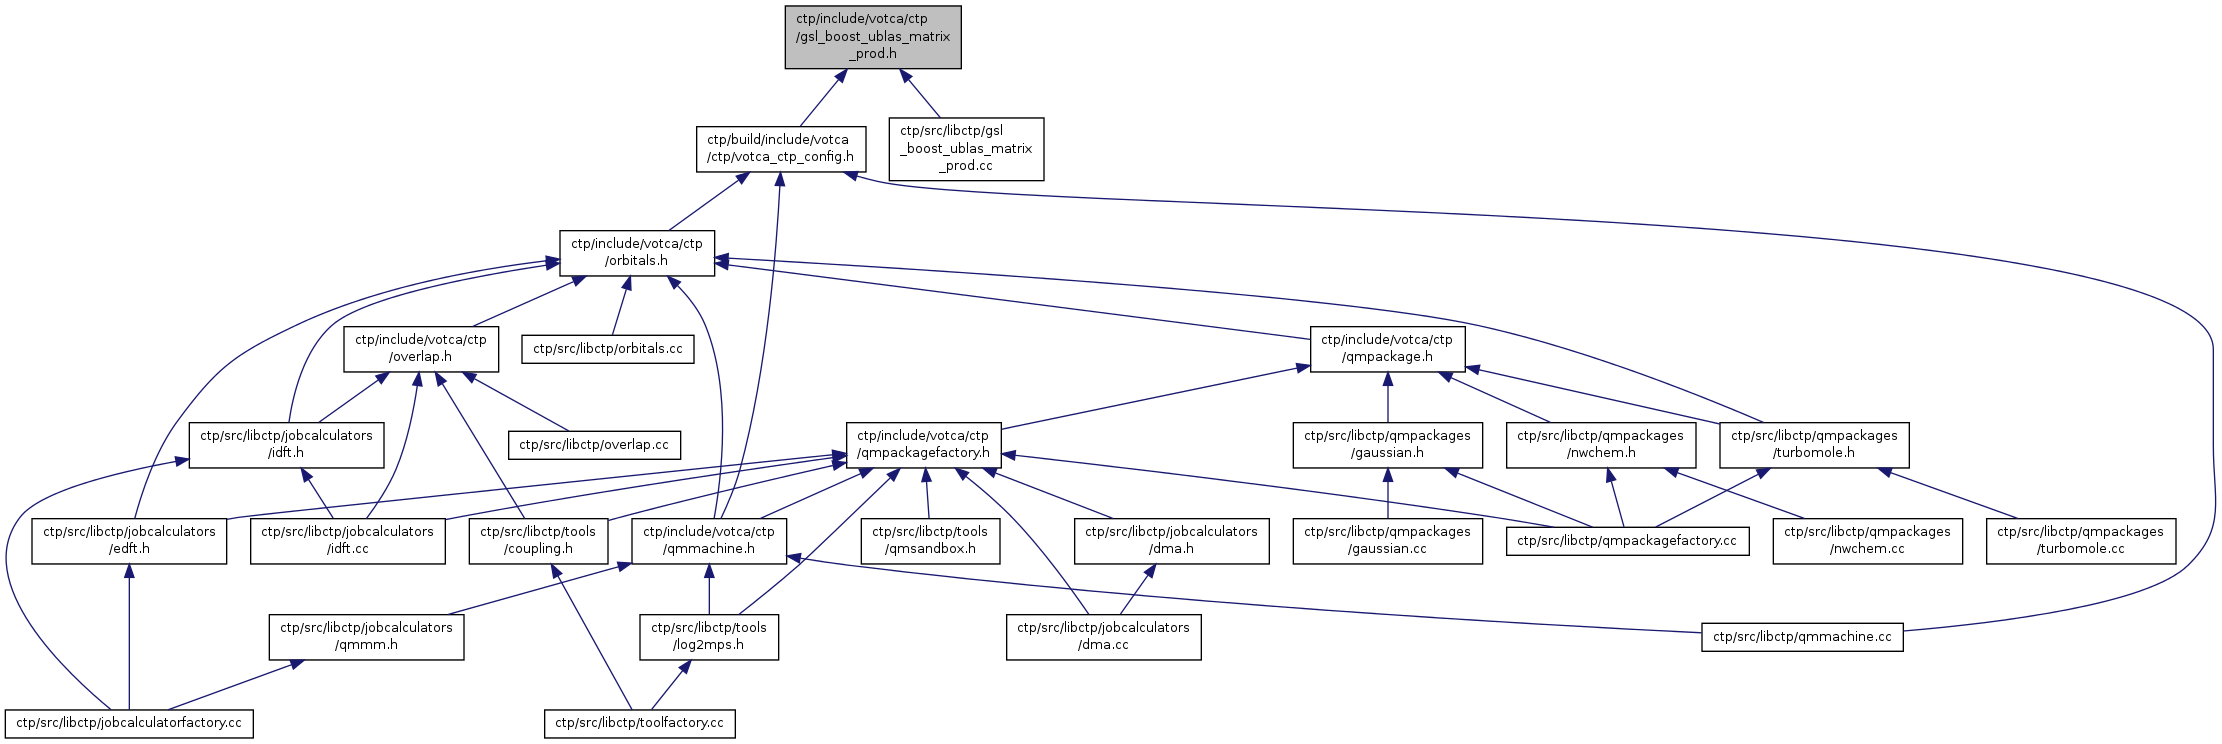 ctp/include/votca/ctp
/gsl_boost_ublas_matrix
_prod.h
ctp/build/include/votca
/ctp/votca_ctp_config.h
ctp/src/libctp/gsl
_boost_ublas_matrix
_prod.cc
ctp/include/votca/ctp
/orbitals.h
ctp/include/votca/ctp
/overlap.h
ctp/src/libctp/orbitals.cc
ctp/include/votca/ctp
/qmpackage.h
ctp/src/libctp/jobcalculators
/idft.h
ctp/src/libctp/overlap.cc
ctp/include/votca/ctp
/qmpackagefactory.h
ctp/src/libctp/qmpackages
/gaussian.h
ctp/src/libctp/qmpackages
/nwchem.h
ctp/src/libctp/qmpackages
/turbomole.h
ctp/src/libctp/jobcalculators
/edft.h
ctp/src/libctp/jobcalculators
/idft.cc
ctp/src/libctp/tools
/coupling.h
ctp/include/votca/ctp
/qmmachine.h
ctp/src/libctp/tools
/qmsandbox.h
ctp/src/libctp/jobcalculators
/dma.h
ctp/src/libctp/qmpackages
/gaussian.cc
ctp/src/libctp/qmpackagefactory.cc
ctp/src/libctp/qmpackages
/nwchem.cc
ctp/src/libctp/qmpackages
/turbomole.cc
ctp/src/libctp/jobcalculators
/qmmm.h
ctp/src/libctp/tools
/log2mps.h
ctp/src/libctp/jobcalculators
/dma.cc
ctp/src/libctp/qmmachine.cc
ctp/src/libctp/jobcalculatorfactory.cc
ctp/src/libctp/toolfactory.cc